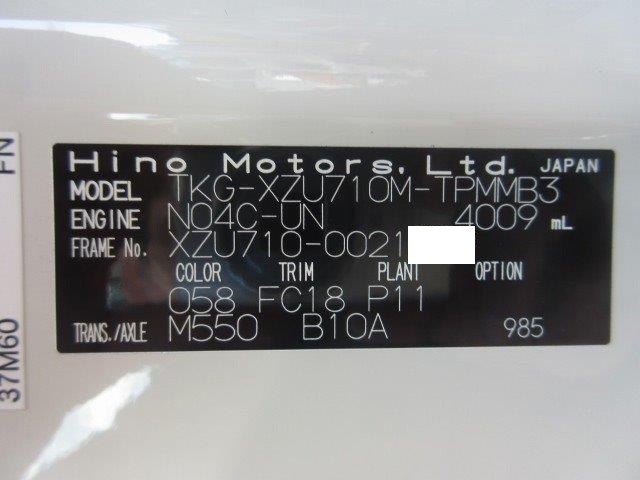 Hino Motors, Ltd. JAPAN
MODEL TKG-XZU710M-TPMMB3
ENGINE N04C-UN 4009 mL
FRAME No. XZU710-0021
COLOR TRIM PLANT OPTION
058 FC18 P11
TRANS./AXLE M550 B10A 985
FN
37M60